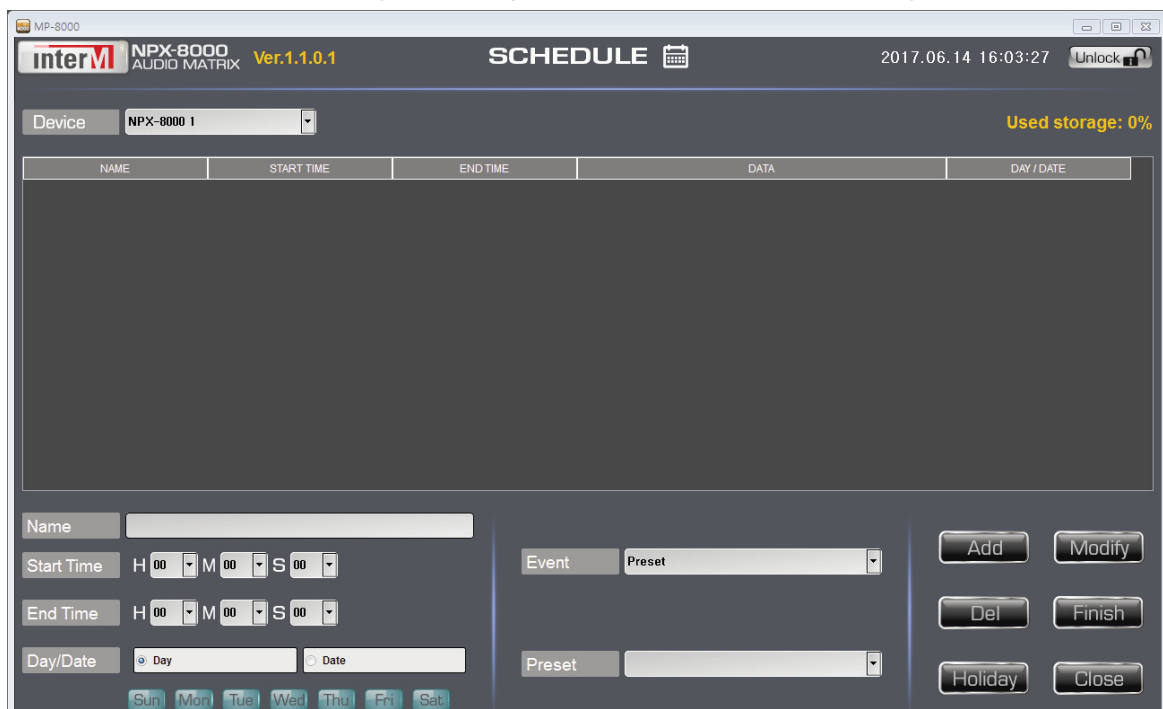 MP-8000
interM NPX-8000 AUDIO MATRIX Ver.1.1.0.1 SCHEDULE 2017.06.14 16:03:27 Unlock
Device NPX-8000 1 Used storage: 0%
NAME START TIME END TIME DATA DAY / DATE
Name
Start Time H 00 M 00 S 00
End Time H 00 M 00 S 00
Day/Date Day Date
Sun Mon Tue Wed Thu Fri Sat
Event Preset
Preset
Add Modify
Del Finish
Holiday Close